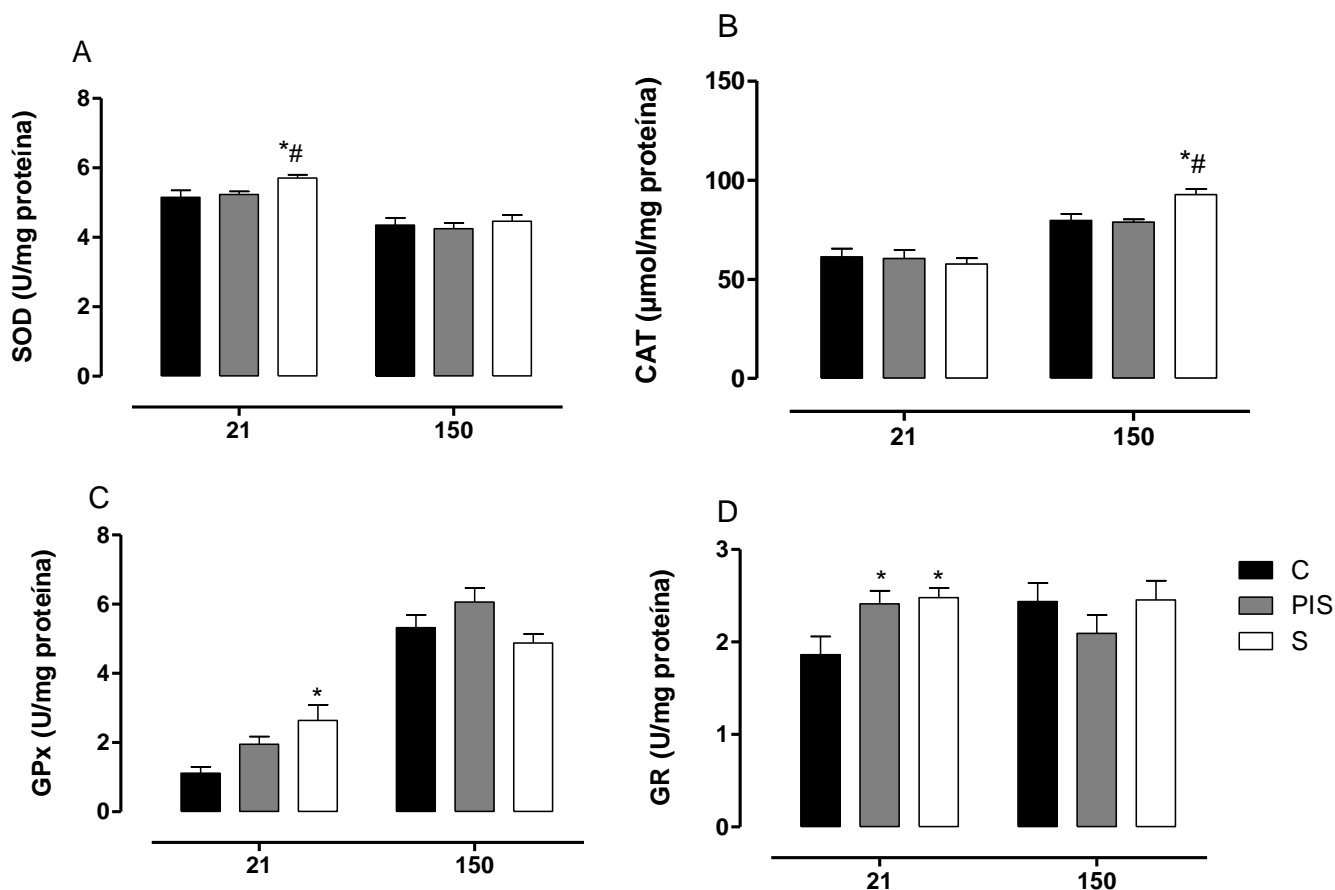 A
SOD (U/mg proteína)
8
6
4
2
0
*#
21
150
B
CAT (µmol/mg proteína)
150
100
50
0
*#
21
150
C
GPx (U/mg proteína)
8
6
4
2
0
*
21
150
D
GR (U/mg proteína)
3
2
1
0
*
*
21
150
C
PIS
S